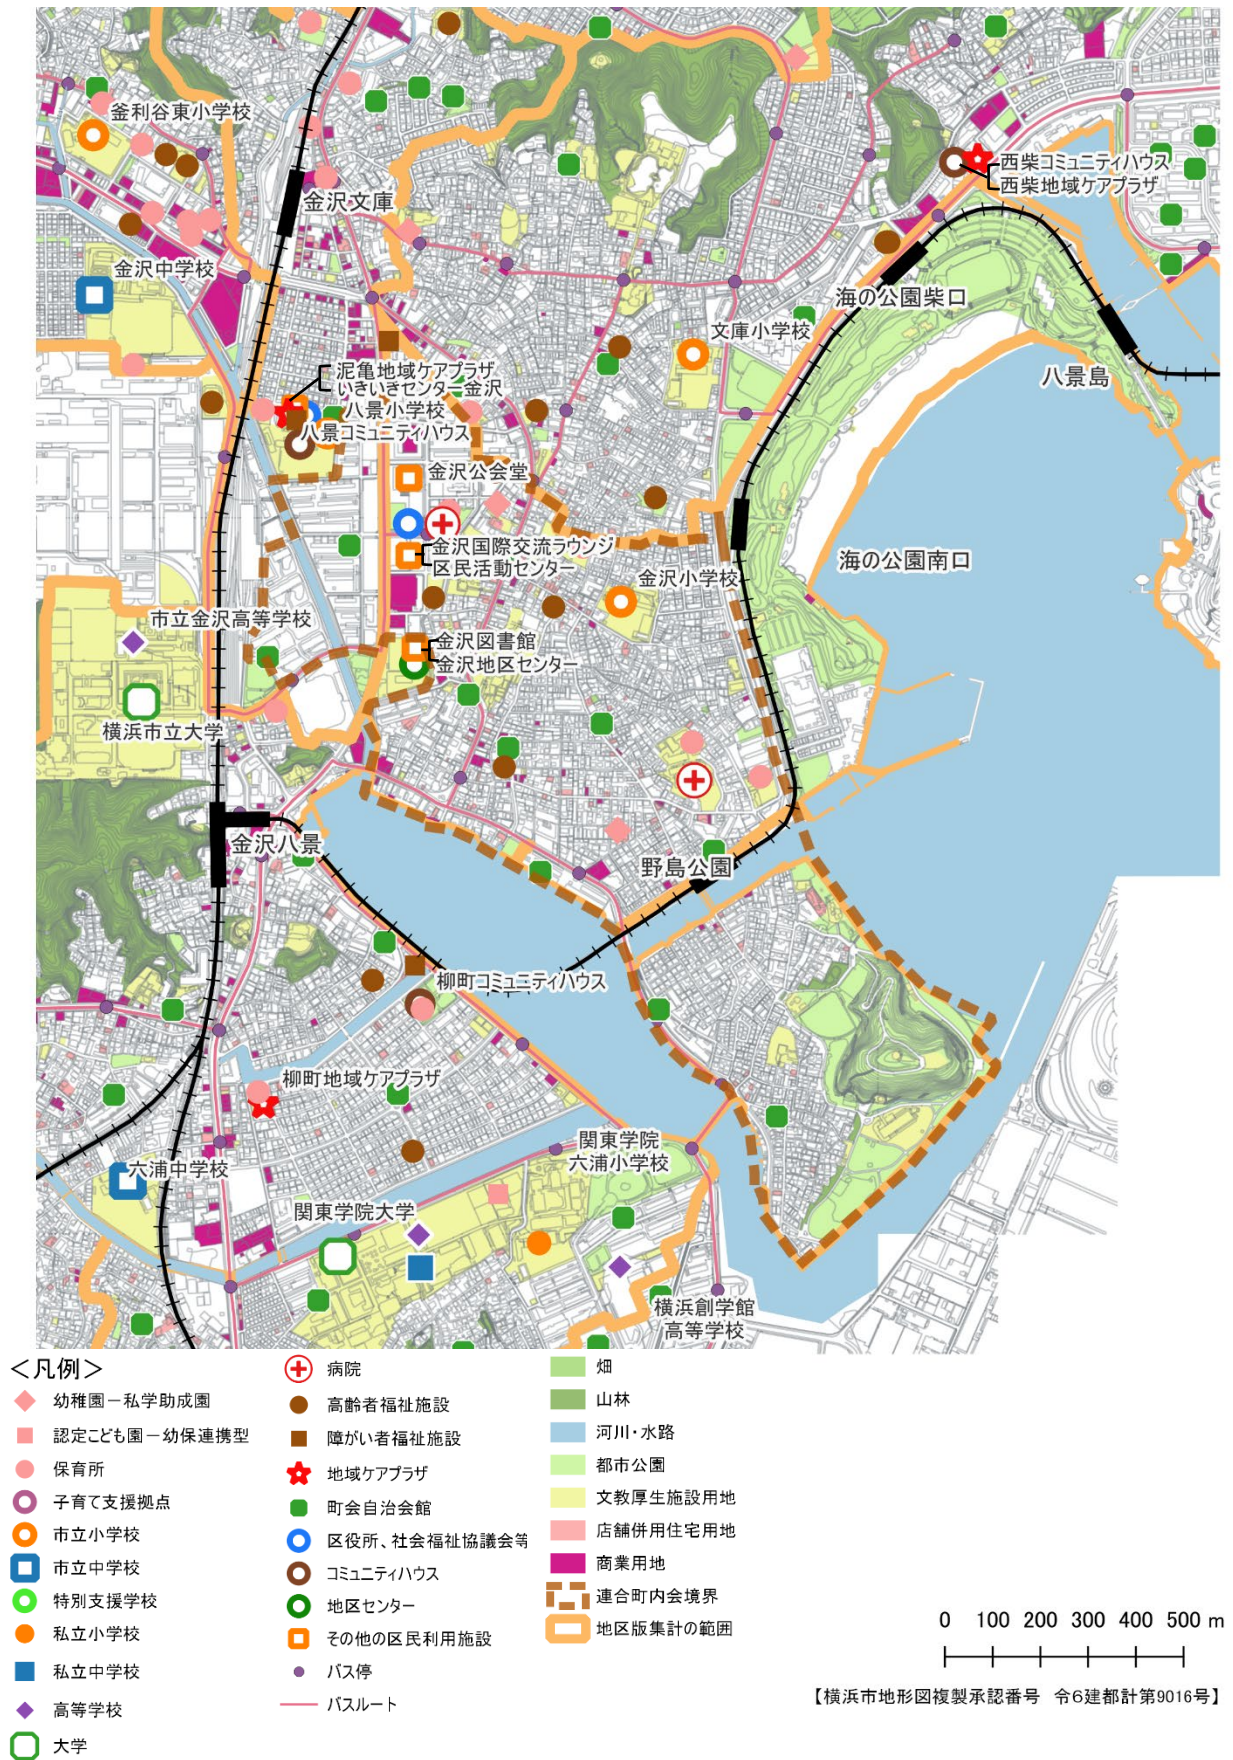 釜利谷東小学校
金沢文庫
西柴コミュニティハウス
西柴地域ケアプラザ
金沢中学校
海の公園柴口
文庫小学校
八景島
泥亀地域ケアプラザ
いきいきセンター金沢
八景小学校
八景コミュニティハウス
金沢公会堂
金沢国際交流ラウンジ
区民活動センター
海の公園南口
金沢小学校
市立金沢高等学校
金沢図書館
金沢地区センター
横浜市立大学
金沢八景
野島公園
柳町コミュニティハウス
柳町地域ケアプラザ
関東学院
六浦小学校
六浦中学校
関東学院大学
横浜創学館
高等学校
＜凡例＞
幼稚園－私学助成園
認定こども園－幼保連携型
保育所
子育て支援拠点
市立小学校
市立中学校
特別支援学校
私立小学校
私立中学校
高等学校
大学
病院
高齢者福祉施設
障がい者福祉施設
地域ケアプラザ
町会自治会館
区役所、社会福祉協議会等
コミュニティハウス
地区センター
その他の区民利用施設
バス停
バスルート
畑
山林
河川・水路
都市公園
文教厚生施設用地
店舗併用住宅用地
商業用地
連合町内会境界
地区版集計の範囲
0 100 200 300 400 500 m
【横浜市地形図複製承認番号 令６建都計第9016号】